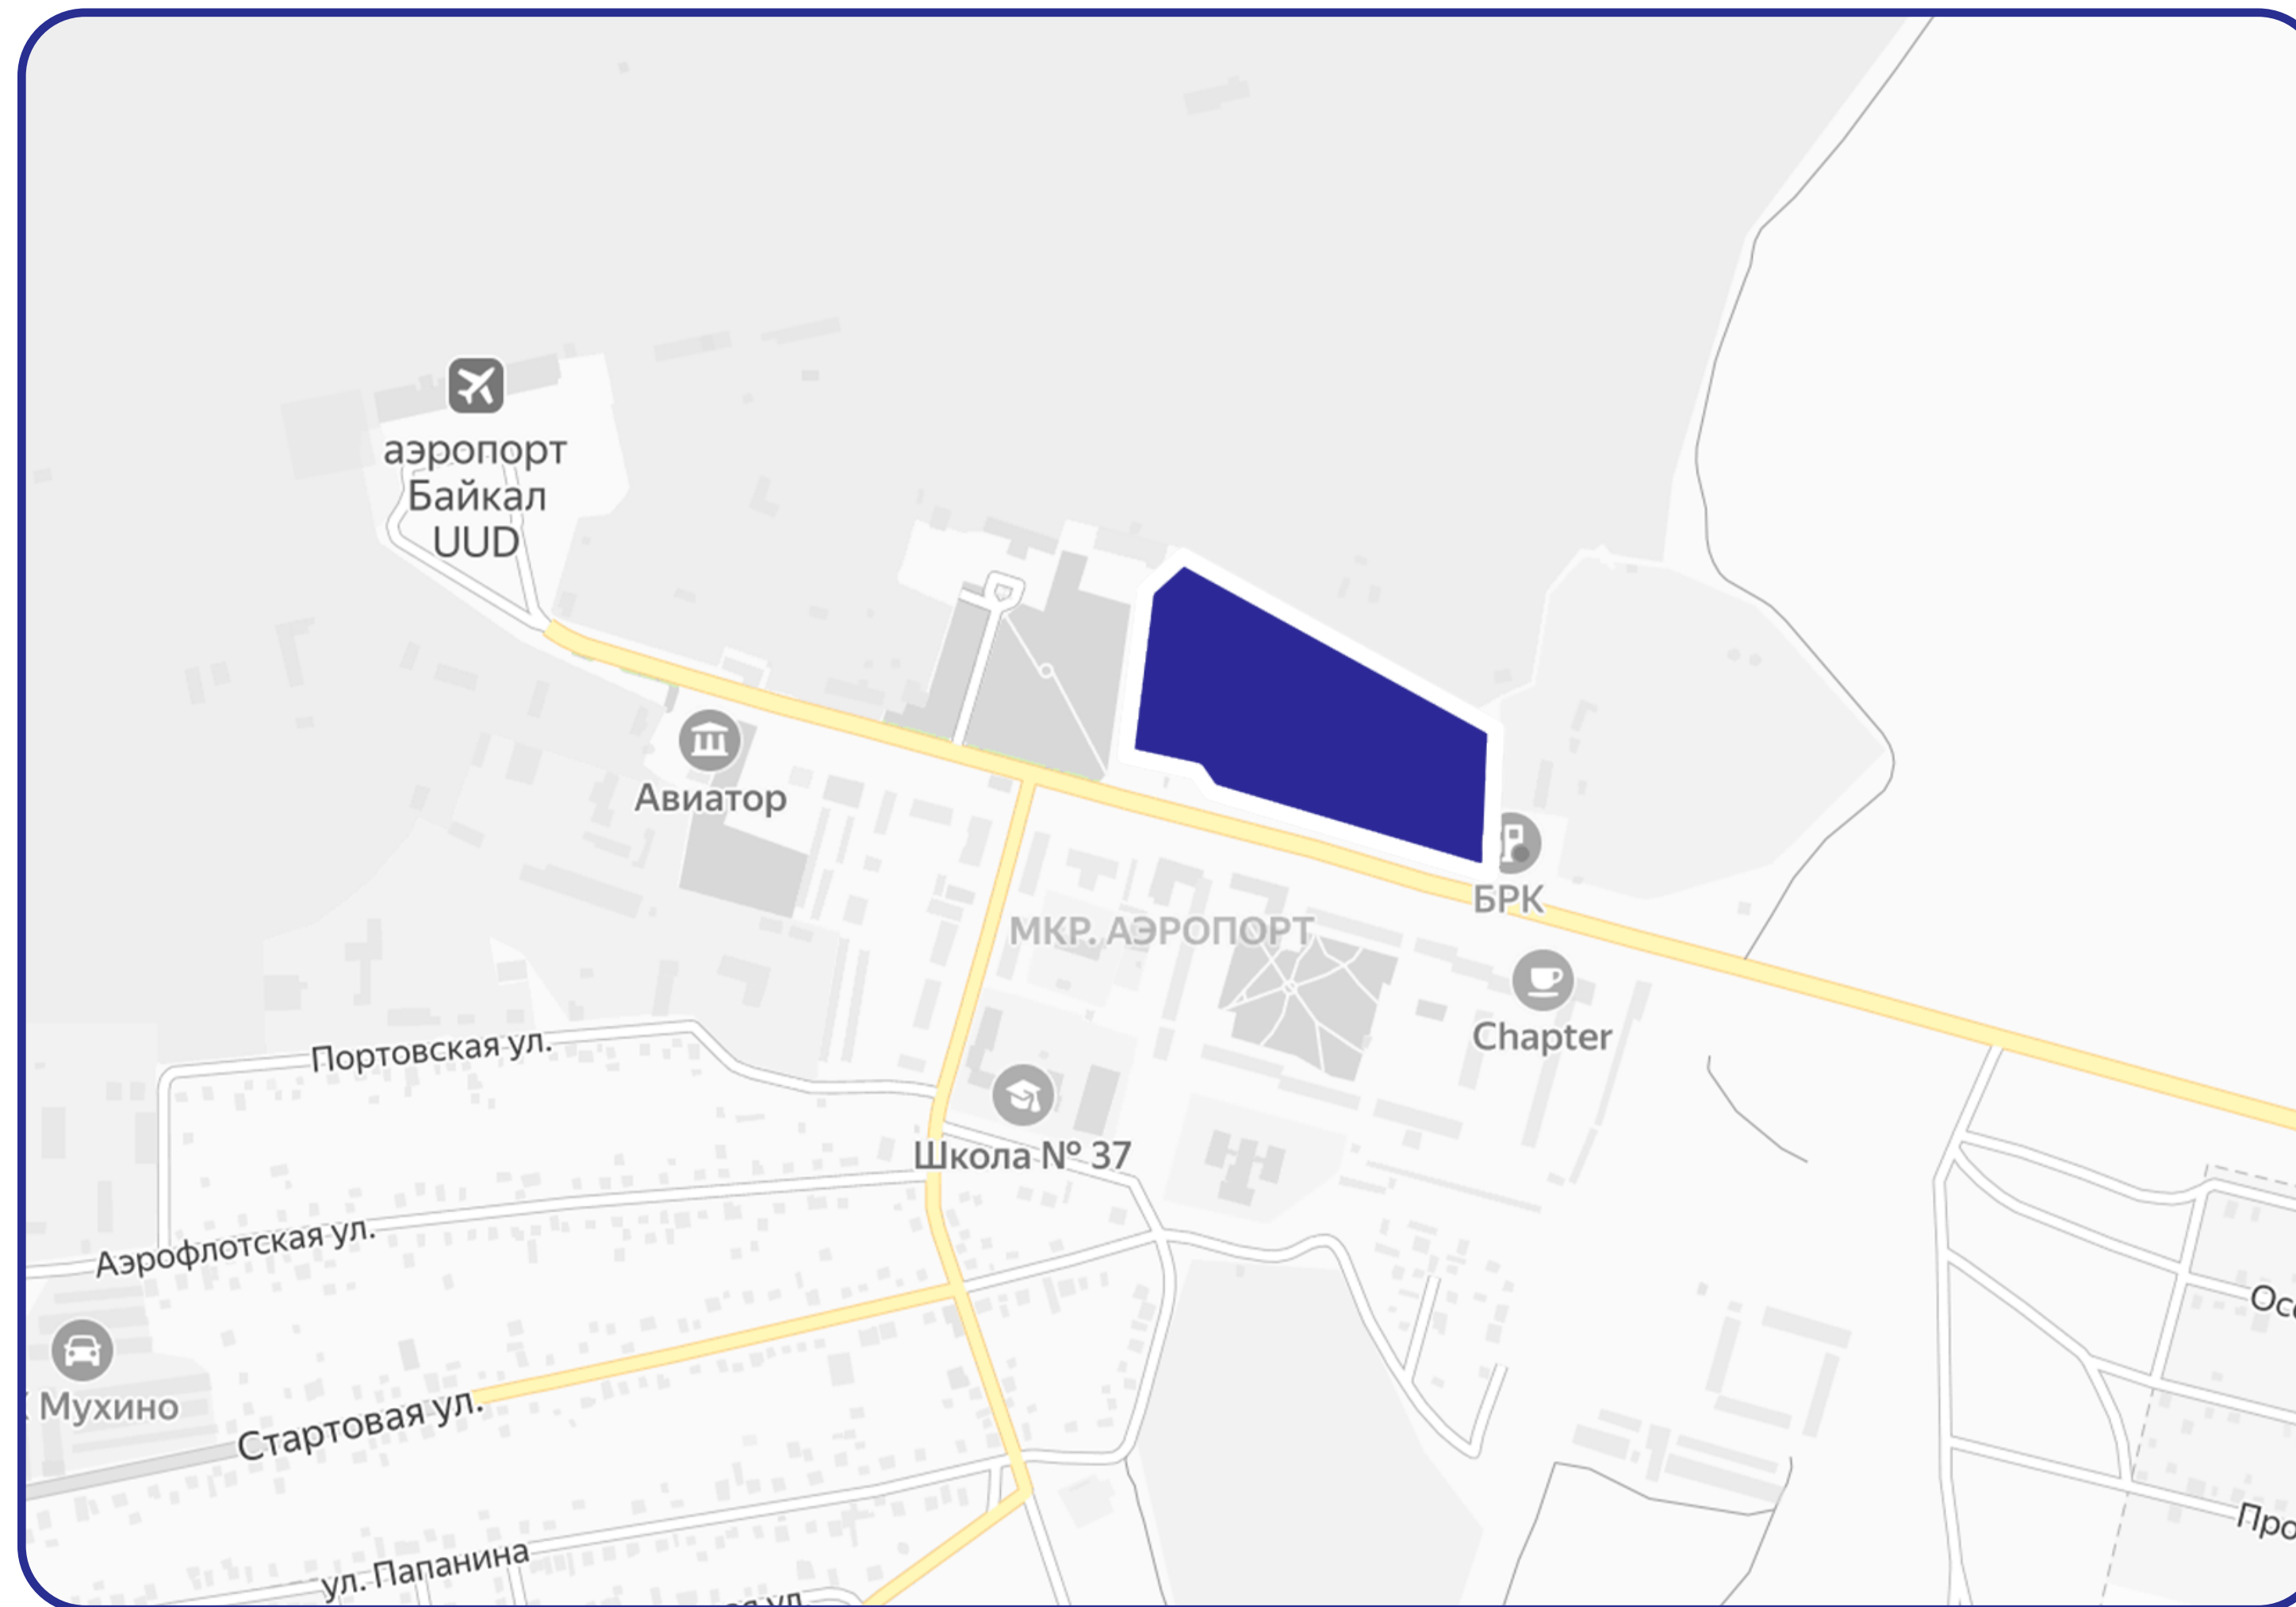 аэропорт
Байкал
UUD
Авиатор
БРК
МКР. АЭРОПОРТ
Chapter
Портовская ул.
Школа № 37
Аэрофлотская ул.
Мухино
Стартовая ул.
ул. Папанина
ул.